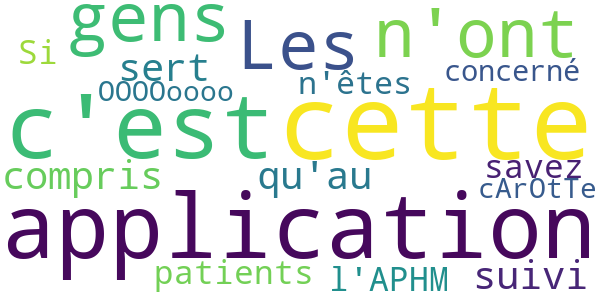 gens Les n'ont
Si sert concerné
OOOOoooo n'êtes
c'est cette
compris qu'au savez
cArOtTe
application
patients l'APHM suivi